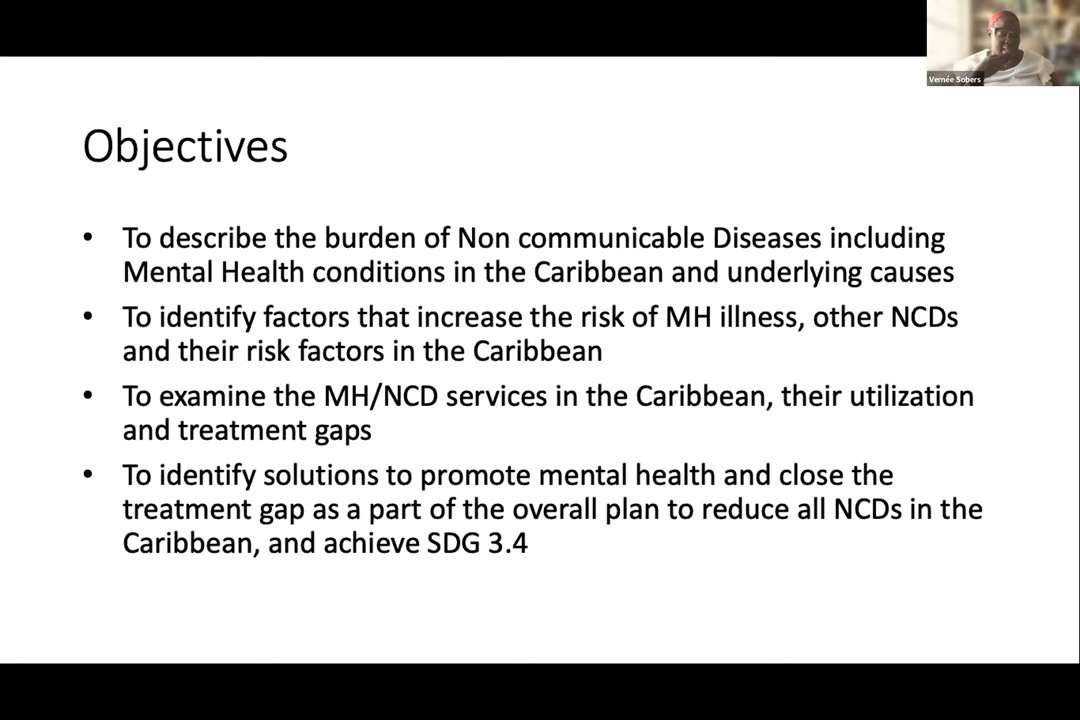 Vernée Sobers
Objectives
• To describe the burden of Non communicable Diseases including
Mental Health conditions in the Caribbean and underlying causes
• To identify factors that increase the risk of MH illness, other NCDs
and their risk factors in the Caribbean
• To examine the MH/NCD services in the Caribbean, their utilization
and treatment gaps
• To identify solutions to promote mental health and close the
treatment gap as a part of the overall plan to reduce all NCDs in the
Caribbean, and achieve SDG 3.4